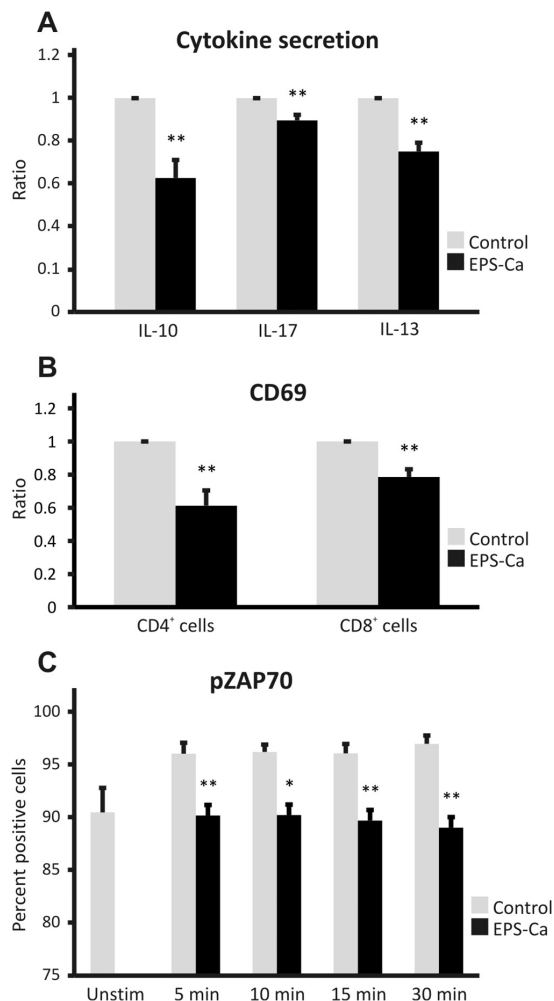 A
Cytokine secretion
1.2
1
0.8
0.6
0.4
0.1
0
Ratio
**
**
**
Control
EPS-Ca
IL-10 IL-17 IL-13
B
CD69
1.2
1
0.8
0.6
0.4
0.2
0
Ratio
**
**
Control
EPS-Ca
CD4⁺ cells CD8⁺ cells
C
pZAP70
100
95
90
85
80
75
Percent positive cells
** * ** **
Control
EPS-Ca
Unstim 5 min 10 min 15 min 30 min